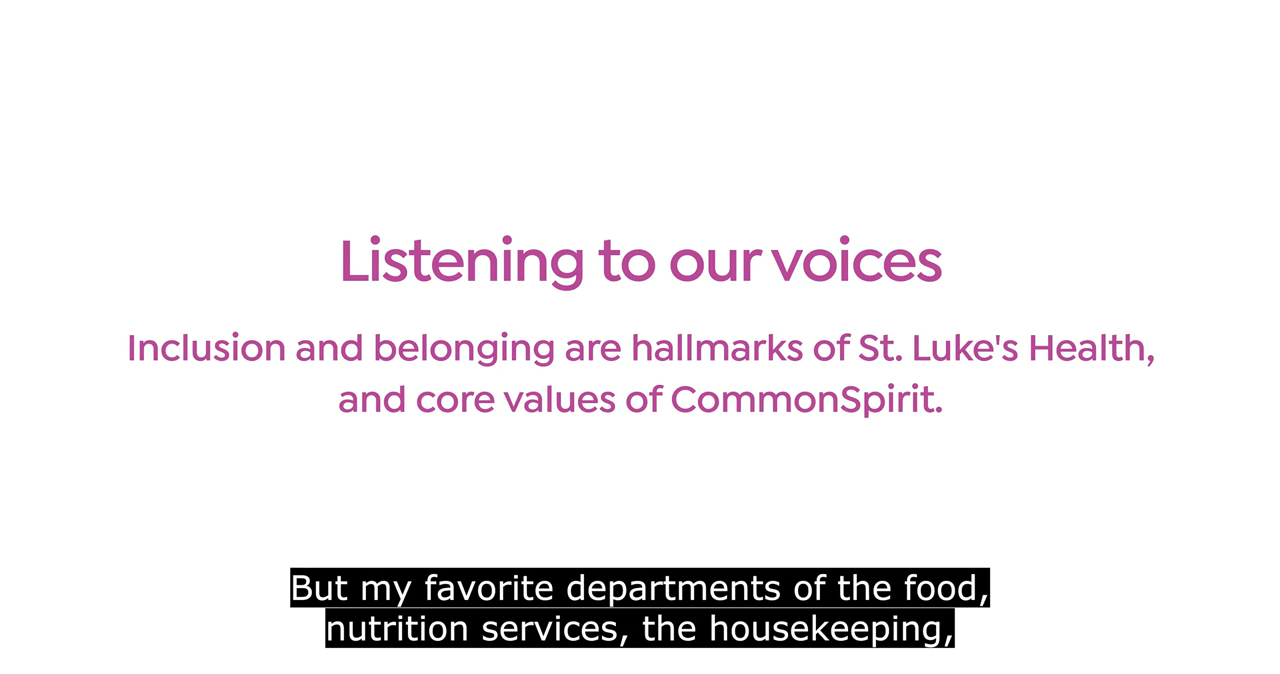 Listening to our voices
Inclusion and belonging are hallmarks of St. Luke's Health,
and core values of CommonSpirit.
But my favorite departments of the food,
nutrition services, the housekeeping,